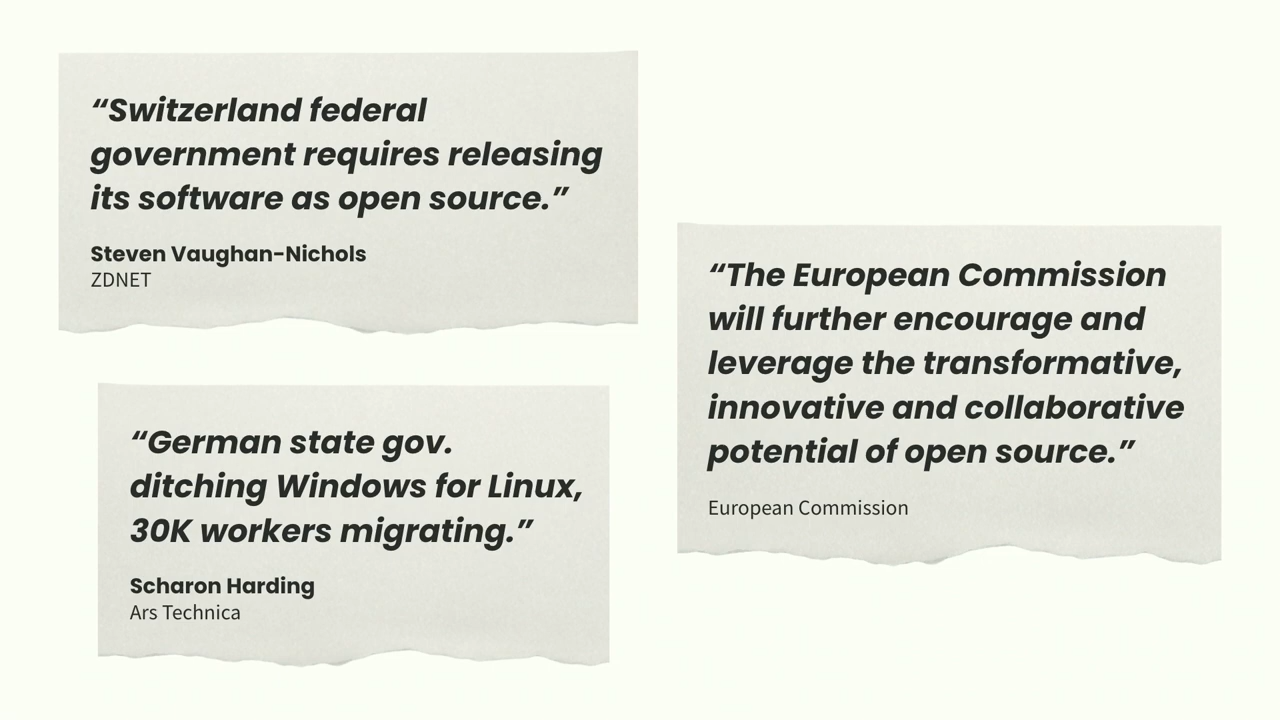 “Switzerland federal
government requires releasing
its software as open source.”
Steven Vaughan-Nichols
ZDNET
“German state gov.
ditching Windows for Linux,
30K workers migrating.”
Scharon Harding
Ars Technica
“The European Commission
will further encourage and
leverage the transformative,
innovative and collaborative
potential of open source.”
European Commission